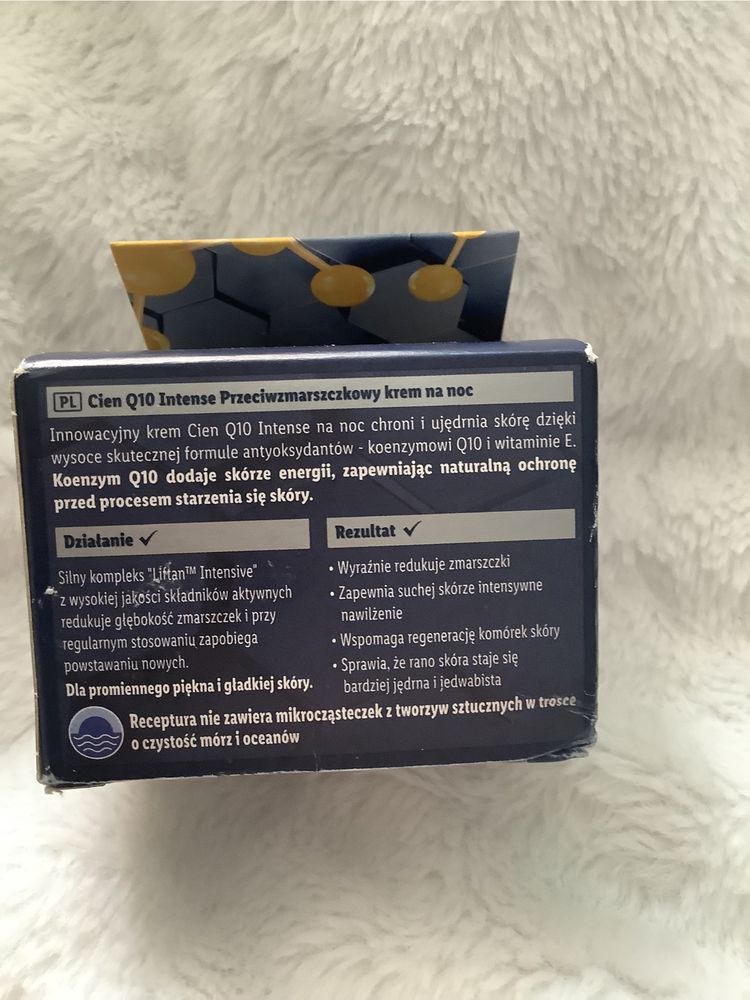 PL Cien Q10 Intense Przeciwzmarszczkowy krem na noc
Innowacyjny krem Cien Q10 Intense na noc chroni i ujędrnia skórę dzięki
wysoce skutecznej formule antyoksydantów - koenzymowi Q10 i witaminie E.
Koenzym Q10 dodaje skórze energii, zapewniając naturalną ochronę
przed procesem starzenia się skóry.
Działanie ✓
Silny kompleks "Liftan™ Intensive"
z wysokiej jakości składników aktywnych
redukuje głębokość zmarszczek i przy
regularnym stosowaniu zapobiega
powstawaniu nowych.
Dla promiennego piękna i gładkiej skóry.
Rezultat ✓
• Wyraźnie redukuje zmarszczki
• Zapewnia suchej skórze intensywne
nawilżenie
• Wspomaga regenerację komórek skóry
• Sprawia, że rano skóra staje się
bardziej jędrna i jedwabista
Receptura nie zawiera mikrocząsteczek z tworzyw sztucznych w trosce
o czystość mórz i oceanów